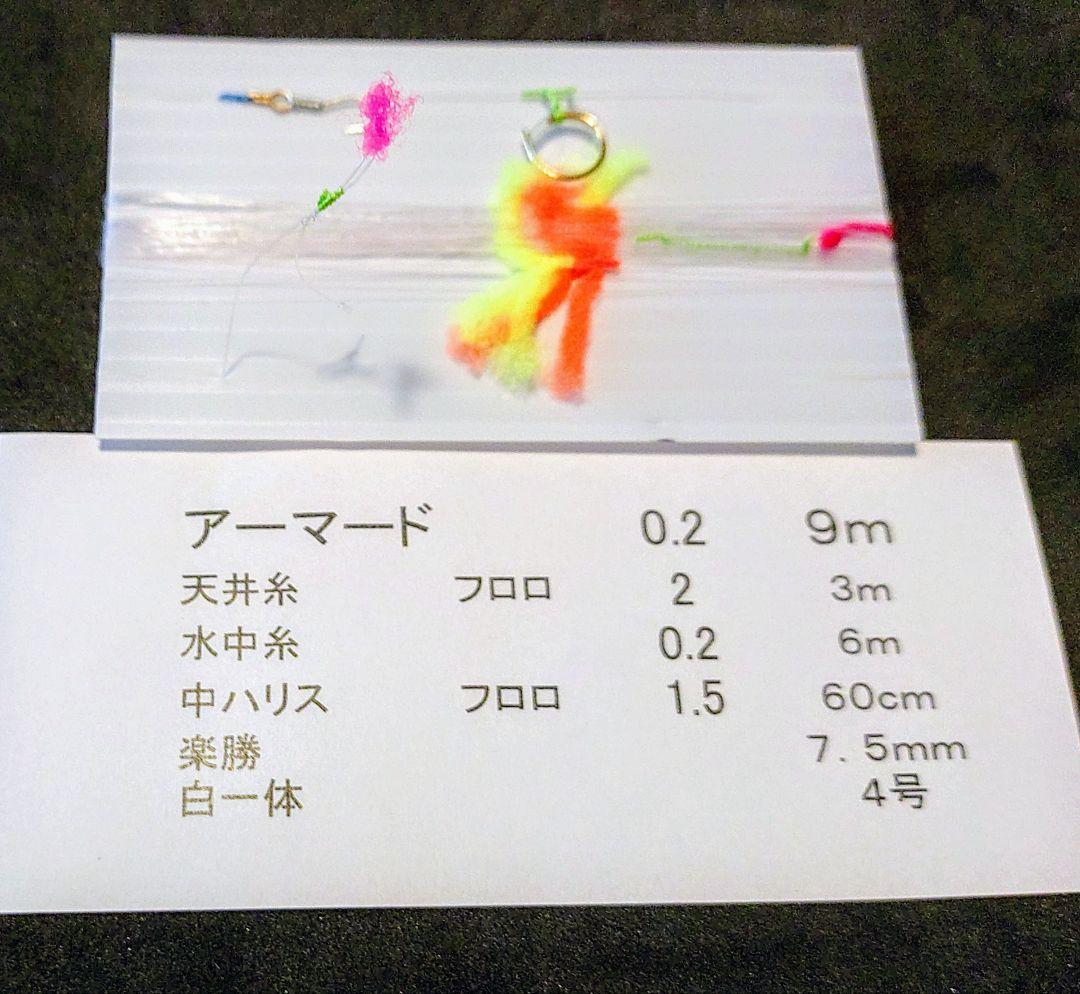 アーマード 0.2 9m
天井糸 フロロ 2 3m
水中糸 0.2 6m
中ハリス フロロ 1.5 60cm
楽勝 7.5mm
白一体 4号